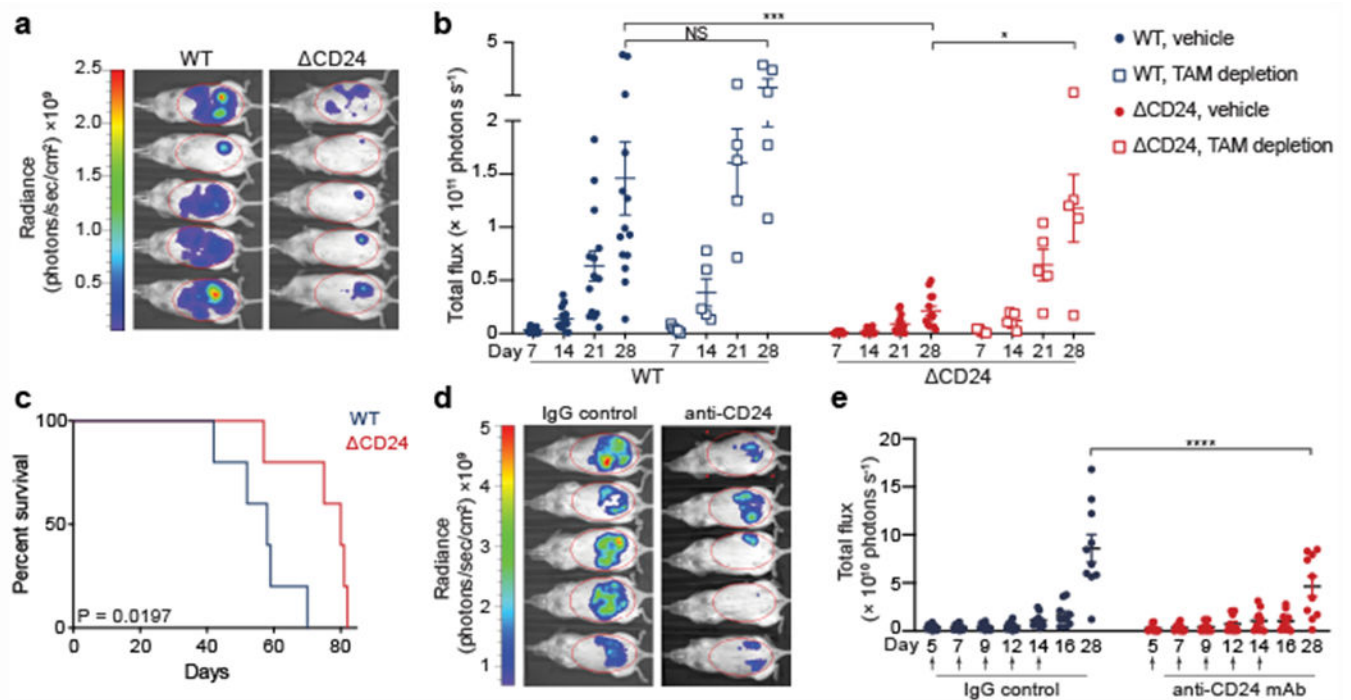 a
WT
ΔCD24
Radiance
(photons/sec/cm²) ×10⁹
2.5
2.0
1.5
1.0
0.5
b
***
NS
*
Total flux (× 10¹¹ photons s⁻¹)
5
2
1.5
1
0.5
0
Day 7 14 21 28 7 14 21 28 7 14 21 28 7 14 21 28
WT ΔCD24
WT, vehicle
WT, TAM depletion
ΔCD24, vehicle
ΔCD24, TAM depletion
c
WT
ΔCD24
Percent survival
100
50
0
P = 0.0197
0 20 40 60 80
Days
d
IgG control
anti-CD24
Radiance
(photons/sec/cm²) ×10⁹
5
4
3
2
1
e
****
Total flux
(× 10¹⁰ photons s⁻¹)
20
15
10
5
0
Day 5 7 9 12 14 16 28 5 7 9 12 14 16 28
↑ ↑ ↑ ↑ ↑ ↑ ↑ ↑ ↑ ↑
IgG control anti-CD24 mAb